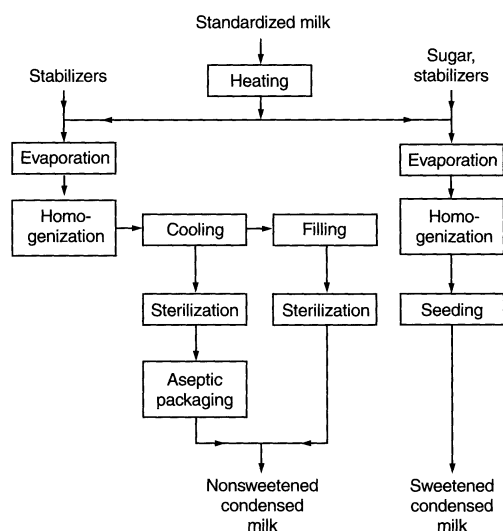 Standardized milk
Heating
Stabilizers
Sugar,
stabilizers
Evaporation
Evaporation
Homo-
genization
Cooling
Filling
Homo-
genization
Sterilization
Sterilization
Seeding
Aseptic
packaging
Nonsweetened
condensed
milk
Sweetened
condensed
milk